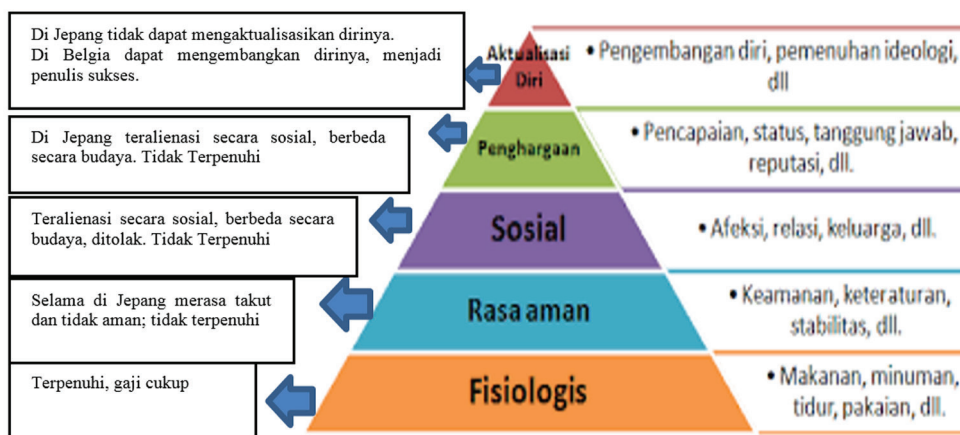 Di Jepang tidak dapat mengaktualisasikan dirinya.
Di Belgia dapat mengembangkan dirinya, menjadi
penulis sukses.
Aktualisasi
Diri
• Pengembangan diri, pemenuhan ideologi,
dll
Di Jepang teralienasi secara sosial, berbeda
secara budaya. Tidak Terpenuhi
Penghargaan
• Pencapaian, status, tanggung jawab,
reputasi, dll.
Teralienasi secara sosial, berbeda secara
budaya, ditolak. Tidak Terpenuhi
Sosial
• Afeksi, relasi, keluarga, dll.
Selama di Jepang merasa takut
dan tidak aman; tidak terpenuhi
Rasa aman
• Keamanan, keteraturan,
stabilitas, dll.
Terpenuhi, gaji cukup
Fisiologis
• Makanan, minuman,
tidur, pakaian, dll.